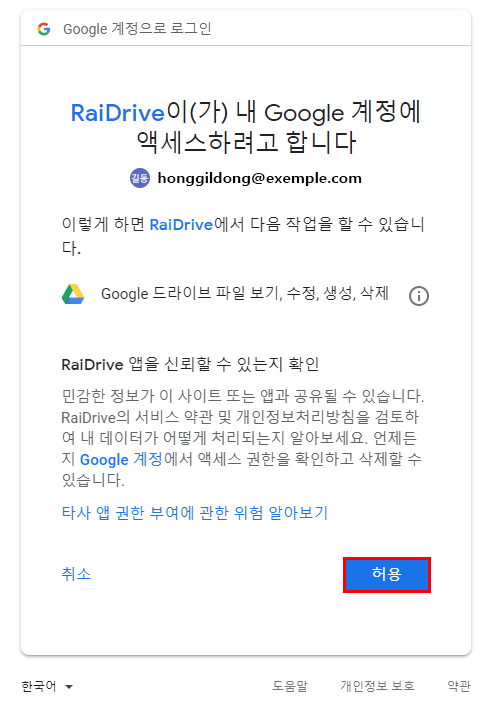 Google 계정으로 로그인
RaiDrive이(가) 내 Google 계정에
액세스하려고 합니다
길동 honggildong@exemple.com
이렇게 하면 RaiDrive에서 다음 작업을 할 수 있습니
다.
Google 드라이브 파일 보기, 수정, 생성, 삭제
RaiDrive 앱을 신뢰할 수 있는지 확인
민감한 정보가 이 사이트 또는 앱과 공유될 수 있습니다.
RaiDrive의 서비스 약관 및 개인정보처리방침을 검토하
여 내 데이터가 어떻게 처리되는지 알아보세요. 언제든
지 Google 계정에서 액세스 권한을 확인하고 삭제할 수
있습니다.
타사 앱 권한 부여에 관한 위험 알아보기
취소 허용
한국어 도움말 개인정보 보호 약관